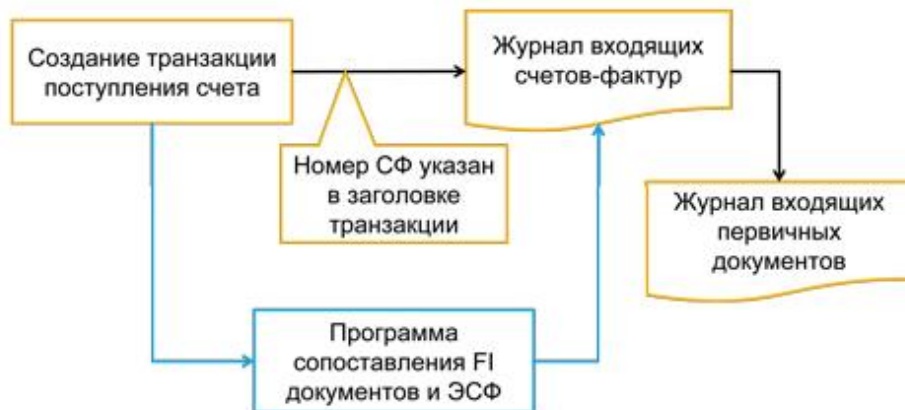 Создание транзакции
поступления счета
Журнал входящих
счетов-фактур
Номер СФ указан
в заголовке
транзакции
Журнал входящих
первичных
документов
Программа
сопоставления FI
документов и ЭСФ